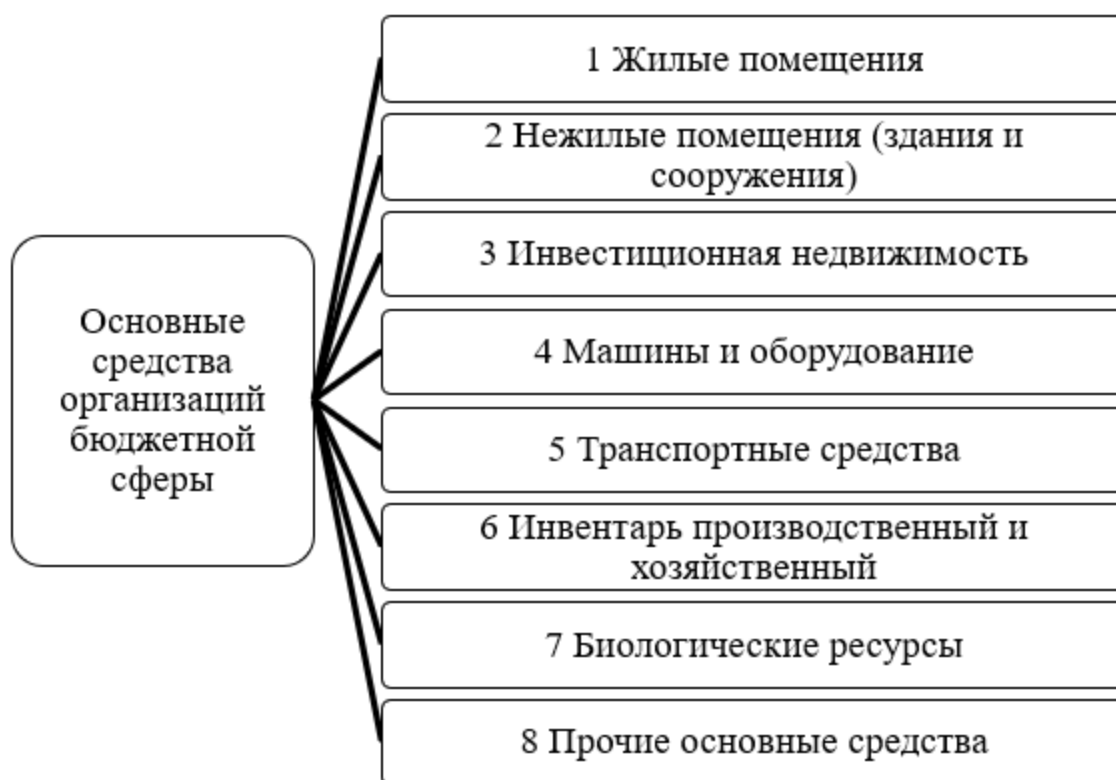 Основные
средства
организаций
бюджетной
сферы
1 Жилые помещения
2 Нежилые помещения (здания и
сооружения)
3 Инвестиционная недвижимость
4 Машины и оборудование
5 Транспортные средства
6 Инвентарь производственный и
хозяйственный
7 Биологические ресурсы
8 Прочие основные средства